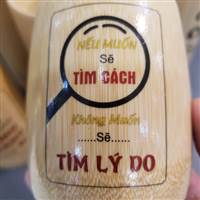 NẾU MUỐN
Sẽ
TÌM CÁCH
Không Muốn
......Sẽ......
TÌM LÝ DO